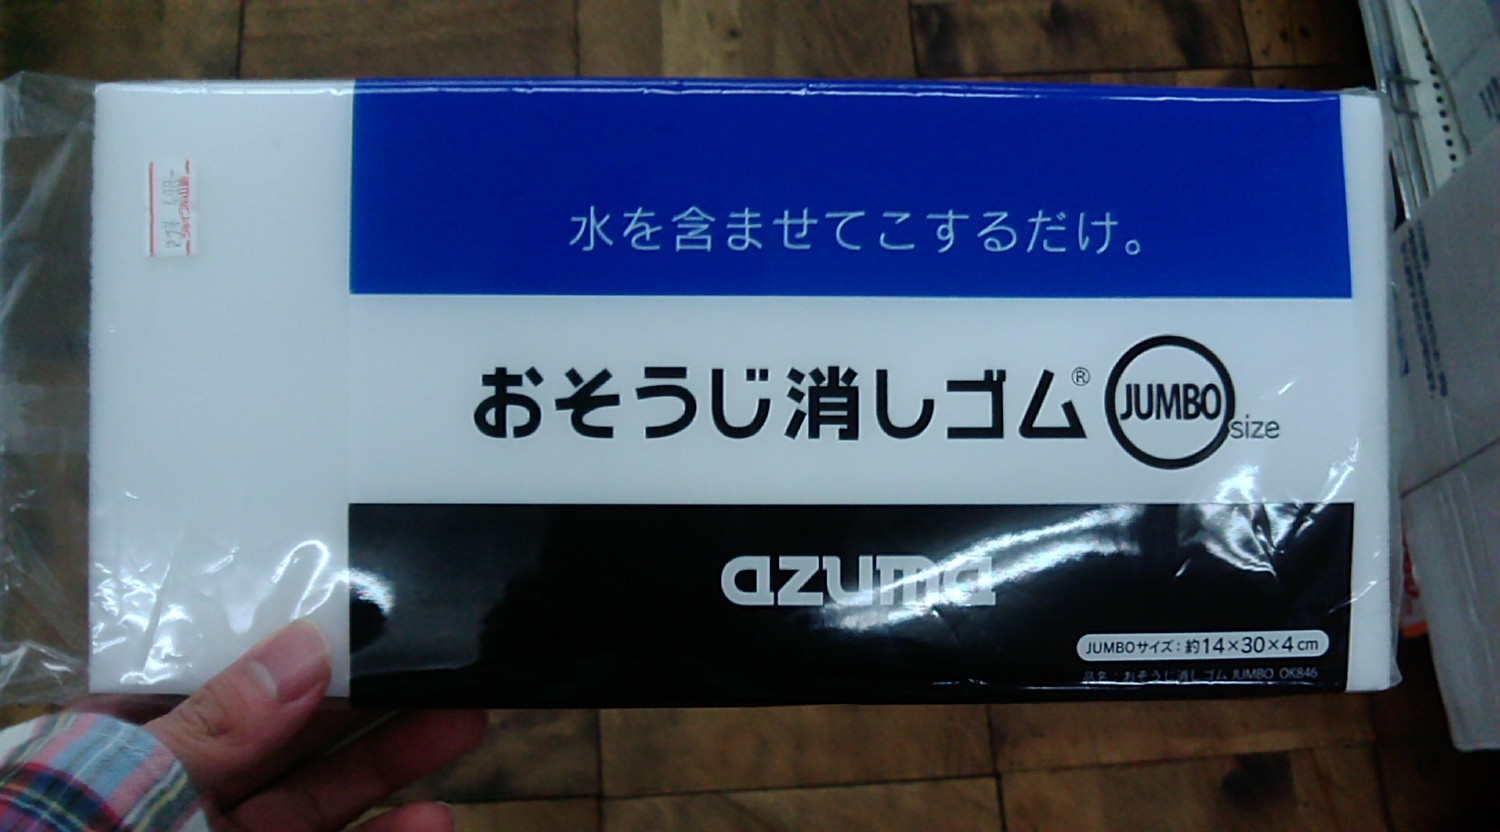 水を含ませてこするだけ。
おそうじ消しゴム®
JUMBO
size
azuma
JUMBOサイズ：約14×30×4cm
品名：おそうじ消しゴム JUMBO OK846